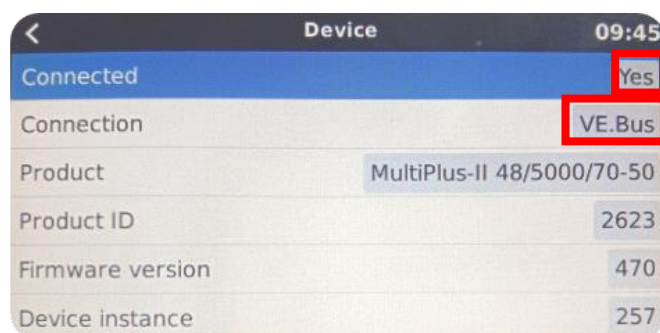 Device 09:45
Connected Yes
Connection VE.Bus
Product MultiPlus-II 48/5000/70-50
Product ID 2623
Firmware version 470
Device instance 257